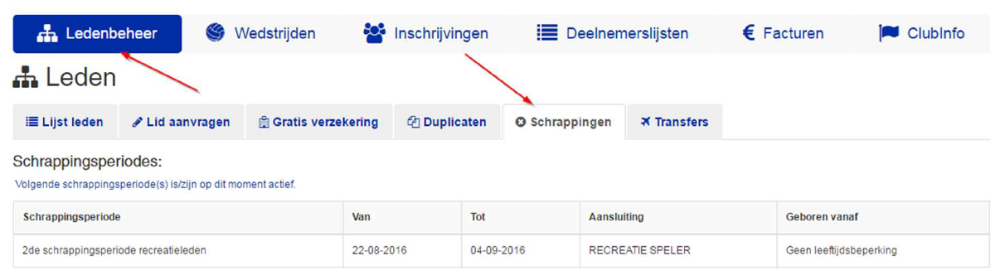 Ledenbeheer Wedstrijden Inschrijvingen Deelnemerslijsten € Facturen ClubInfo
Leden
Lijst leden Lid aanvragen Gratis verzekering Duplicaten Schrappingen Transfers
Schrappingsperiodes:
Volgende schrappingsperiode(s) is/zijn op dit moment actief.
Schrappingsperiode Van Tot Aansluiting Geboren vanaf
2de schrappingsperiode recreatieleden 22-08-2016 04-09-2016 RECREATIE SPELER Geen leeftijdsbeperking